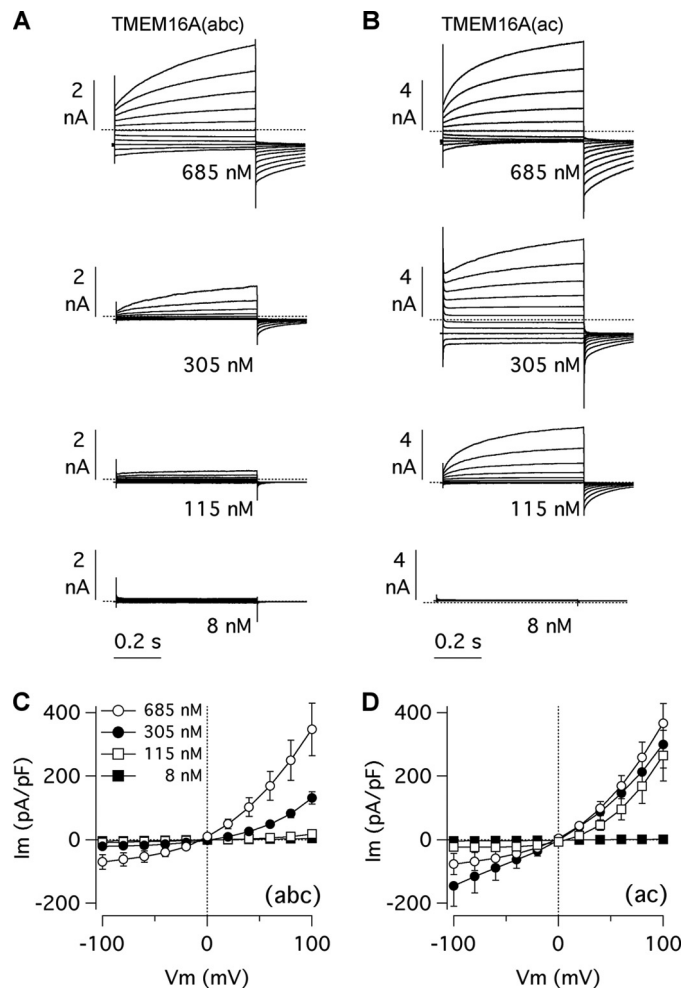 A
TMEM16A(abc)
B
TMEM16A(ac)
2
nA
685 nM
4
nA
685 nM
2
nA
305 nM
4
nA
305 nM
2
nA
115 nM
4
nA
115 nM
2
nA
8 nM
0.2 s
4
nA
8 nM
0.2 s
C
685 nM
305 nM
115 nM
8 nM
Im (pA/pF)
400
200
0
-200
(abc)
-100
0
100
Vm (mV)
D
Im (pA/pF)
400
200
0
-200
(ac)
-100
0
100
Vm (mV)